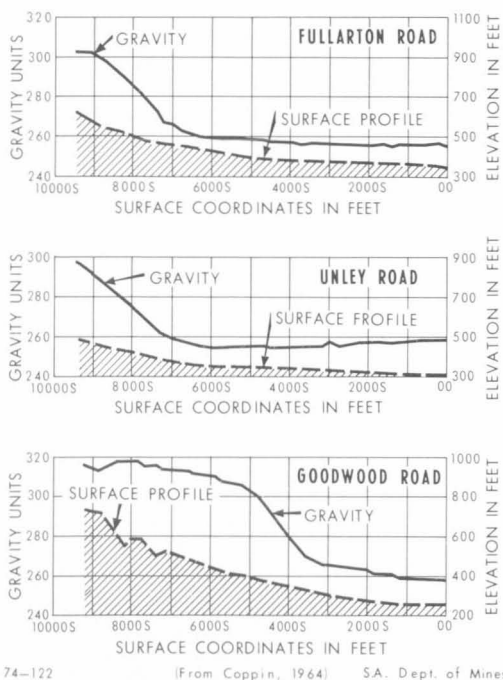 320
300
280
260
240
GRAVITY UNITS
GRAVITY
FULLARTON ROAD
SURFACE PROFILE
1100
900
700
500
300
ELEVATION IN FEET
10000S 8000S 6000S 4000S 2000S 00
SURFACE COORDINATES IN FEET
300
280
260
240
GRAVITY UNITS
GRAVITY
UNLEY ROAD
SURFACE FROFILE
900
700
500
300
ELEVATION IN FEET
10000S 8000S 6000S 4000S 2000S 00
SURFACE COORDINATES IN FEET
320
300
280
260
240
GRAVITY UNITS
SURFACE PROFILE
GOODWOOD ROAD
GRAVITY
1000
800
600
400
200
ELEVATION IN FEET
10000S 8000S 6000S 4000S 2000S 00
SURFACE COORDINATES IN FEET
74-122 (From Coppin, 1964) S.A. Dept. of Mines